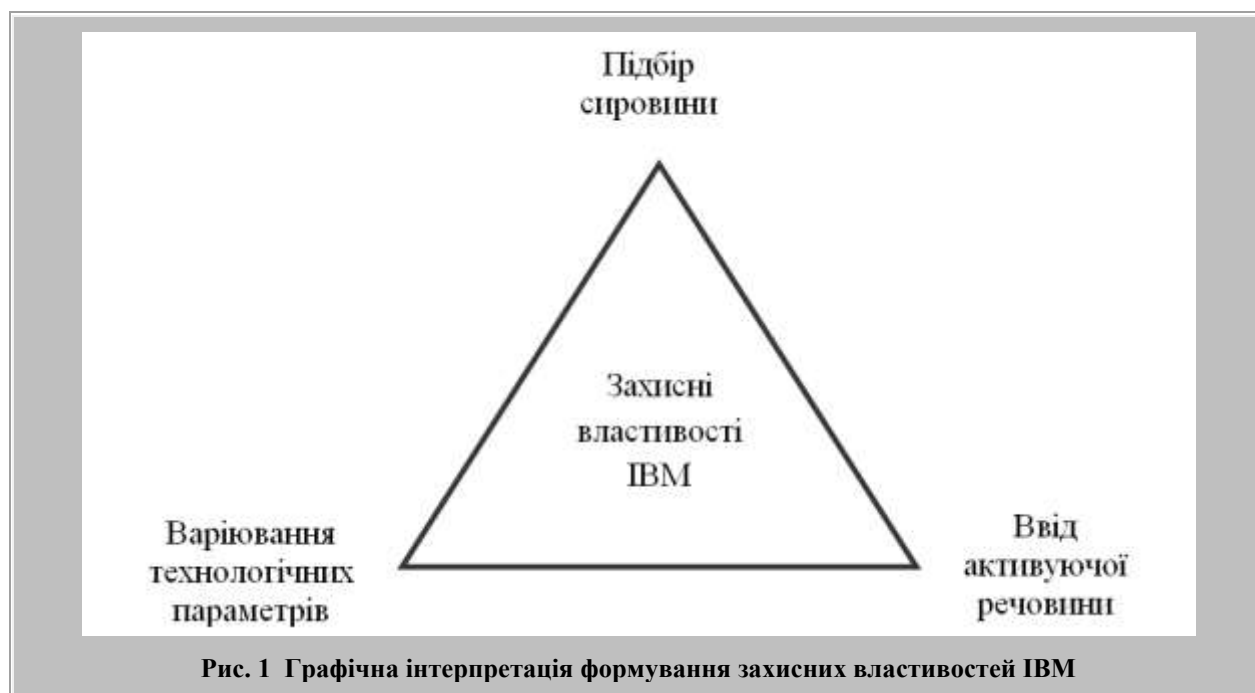 Підбір
сировини
Захисні
властивості
ІВМ
Варіювання
технологічних
параметрів
Ввід
активуючої
речовини
Рис. 1 Графічна інтерпретація формування захисних властивостей ІВМ